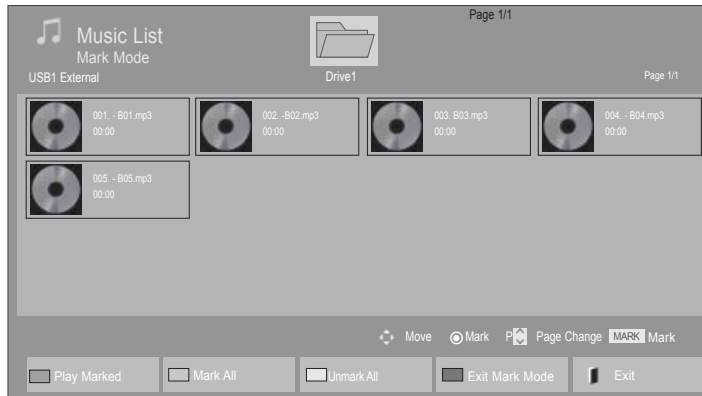 Page 1/1
Music List
Mark Mode
USB1 External
Drive1
Page 1/1
001. - B01.mp3
00:00
002. -B02.mp3
00:00
003. B03.mp3
00:00
004. - B04.mp3
00:00
005. - B05.mp3
00:00
Move Mark P Page Change MARK Mark
Play Marked Mark All Unmark All Exit Mark Mode Exit